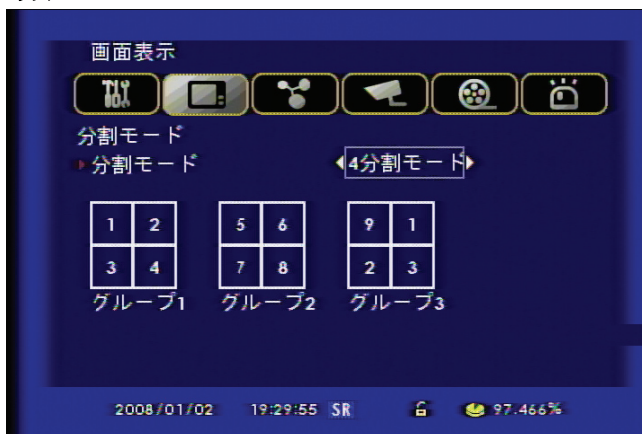 画面表示
分割モード
分割モード 4分割モード
1 2 5 6 9 1
3 4 7 8 2 3
グループ1 グループ2 グループ3
2008/01/02 19:29:55 SR 97.466%